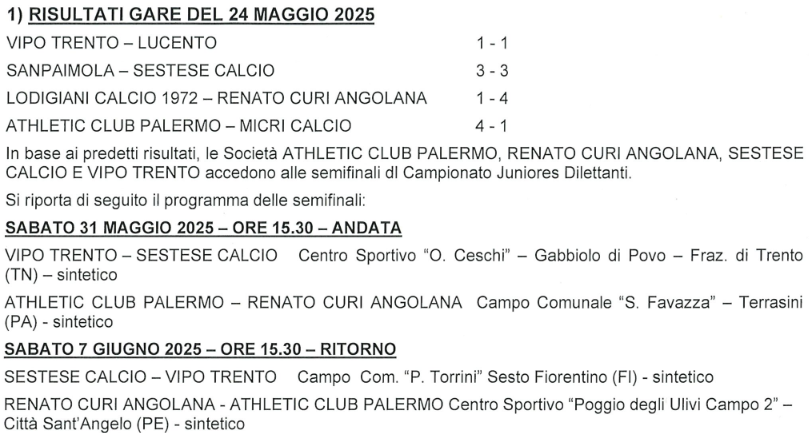 1) RISULTATI GARE DEL 24 MAGGIO 2025
VIPO TRENTO – LUCENTO 1 - 1
SANPAIMOLA – SESTESE CALCIO 3 - 3
LODIGIANI CALCIO 1972 – RENATO CURI ANGOLANA 1 - 4
ATHLETIC CLUB PALERMO – MICRI CALCIO 4 - 1
In base ai predetti risultati, le Società ATHLETIC CLUB PALERMO, RENATO CURI ANGOLANA, SESTESE
CALCIO E VIPO TRENTO accedono alle semifinali dl Campionato Juniores Dilettanti.
Si riporta di seguito il programma delle semifinali:
SABATO 31 MAGGIO 2025 – ORE 15.30 – ANDATA
VIPO TRENTO – SESTESE CALCIO Centro Sportivo “O. Ceschi” – Gabbiolo di Povo – Fraz. di Trento
(TN) – sintetico
ATHLETIC CLUB PALERMO – RENATO CURI ANGOLANA Campo Comunale “S. Favazza” – Terrasini
(PA) - sintetico
SABATO 7 GIUGNO 2025 – ORE 15.30 – RITORNO
SESTESE CALCIO – VIPO TRENTO Campo Com. “P. Torrini” Sesto Fiorentino (FI) - sintetico
RENATO CURI ANGOLANA - ATHLETIC CLUB PALERMO Centro Sportivo “Poggio degli Ulivi Campo 2” –
Città Sant’Angelo (PE) - sintetico